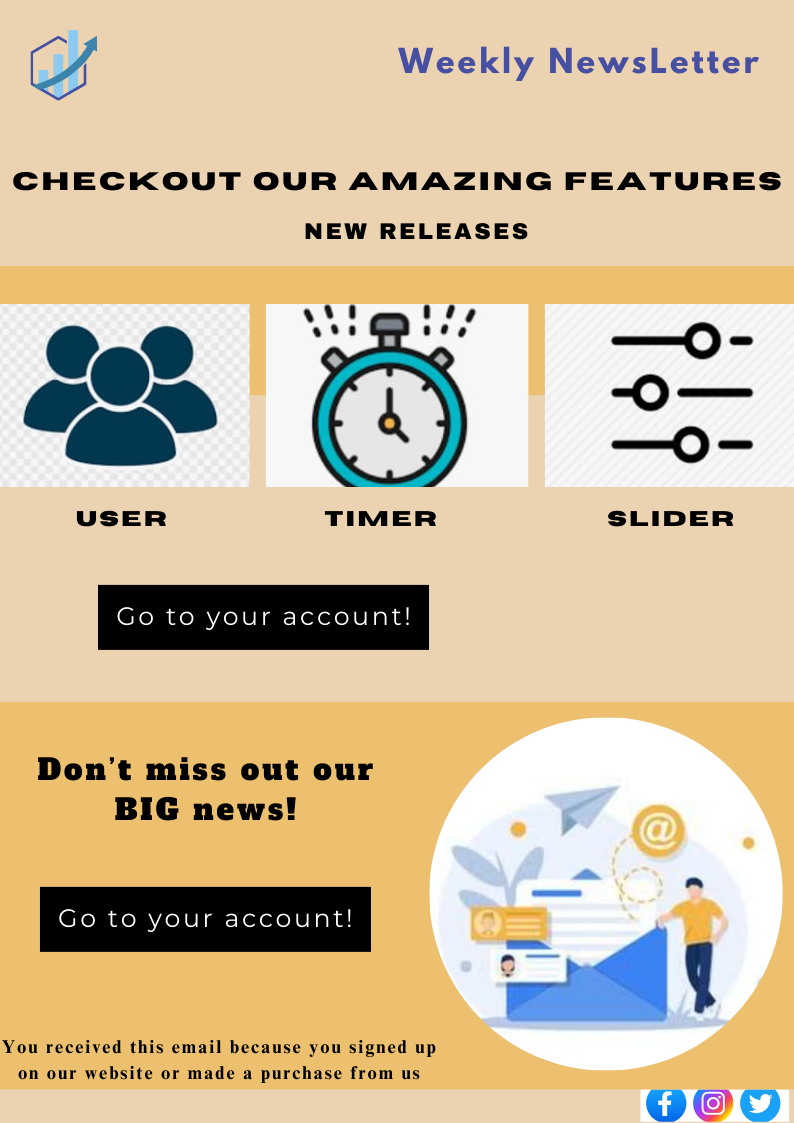 Weekly NewsLetter
CHECKOUT OUR AMAZING FEATURES
NEW RELEASES
USER
TIMER
SLIDER
Go to your account!
Don't miss out our
BIG news!
@
Go to your account!
You received this email because you signed up
on our website or made a purchase from us